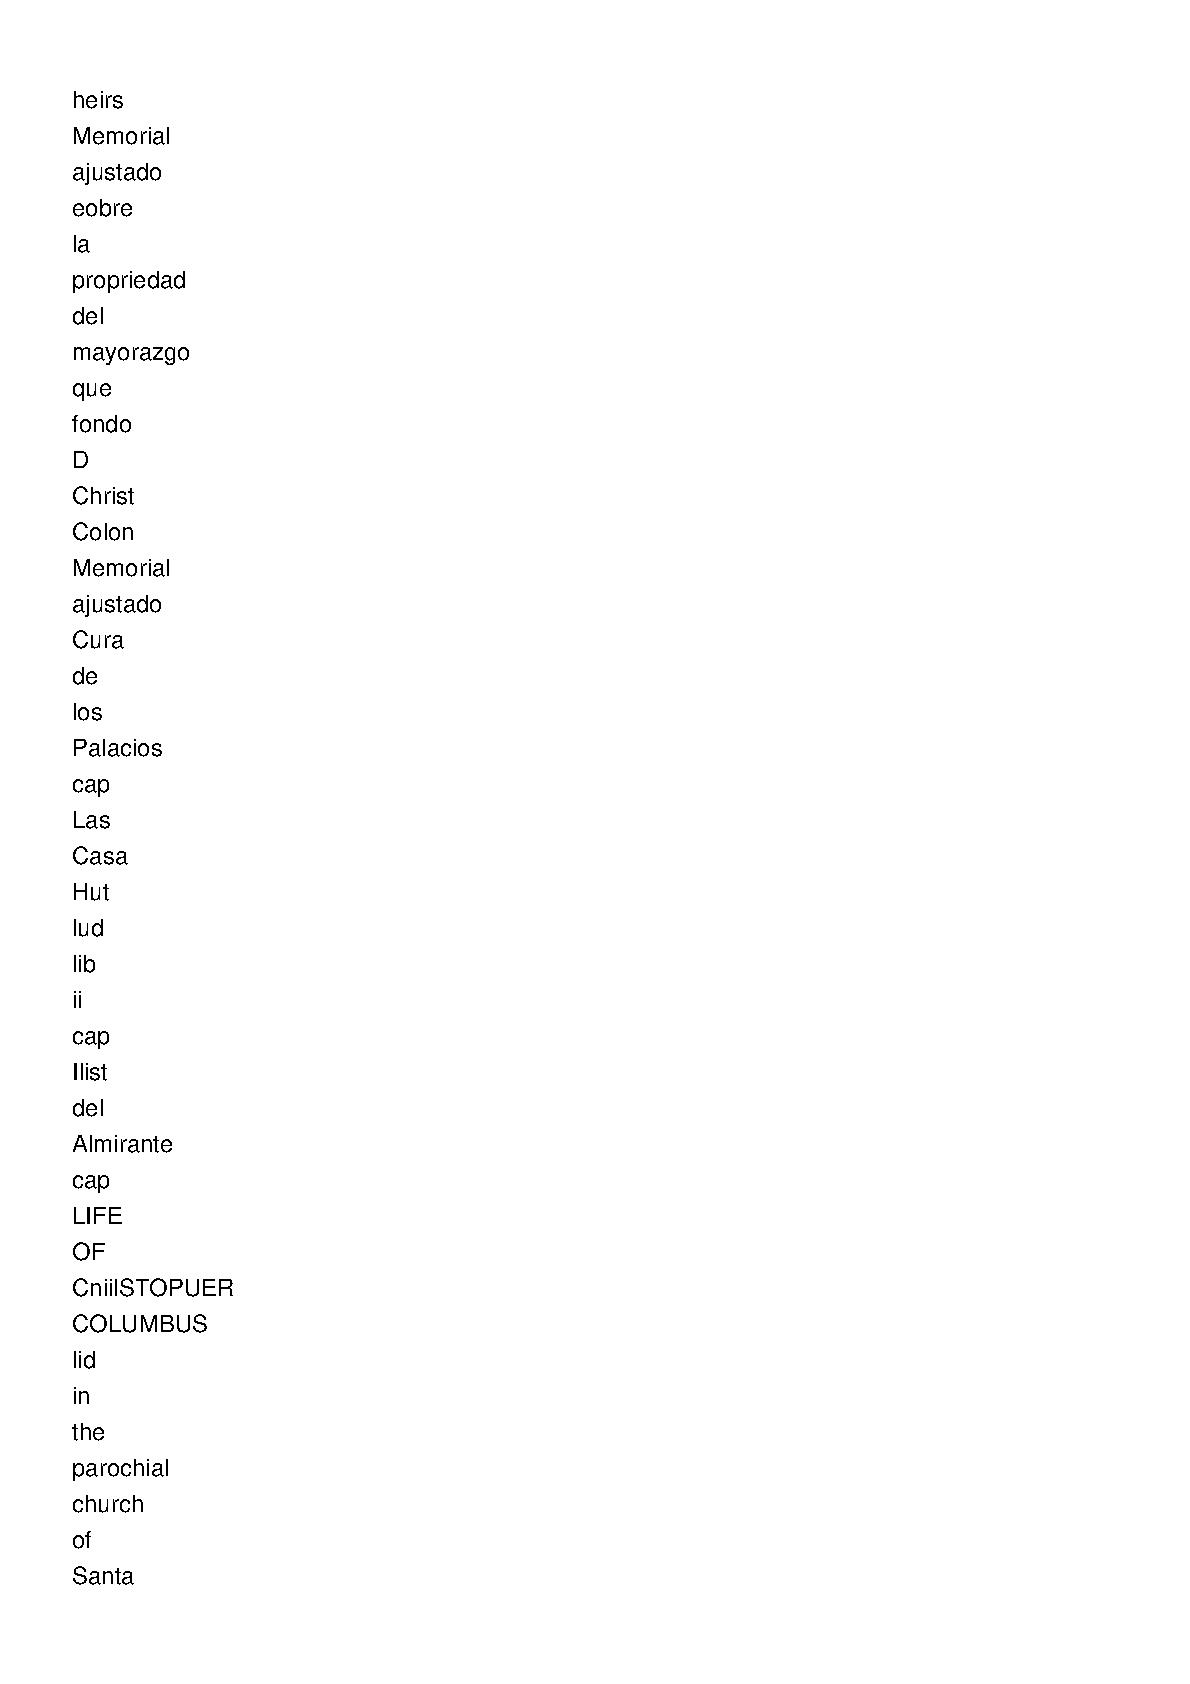 heirs
Memorial
ajustado
eobre
la
propriedad
del
mayorazgo
que
fondo
D
Christ
Colon
Memorial
ajustado
Cura
de
los
Palacios
cap
Las
Casa
Hut
lud
lib
ii
cap
Ilist
del
Almirante
cap
LIFE
OF
CniilSTOPUER
COLUMBUS
lid
in
the
parochial
church
of
Santa